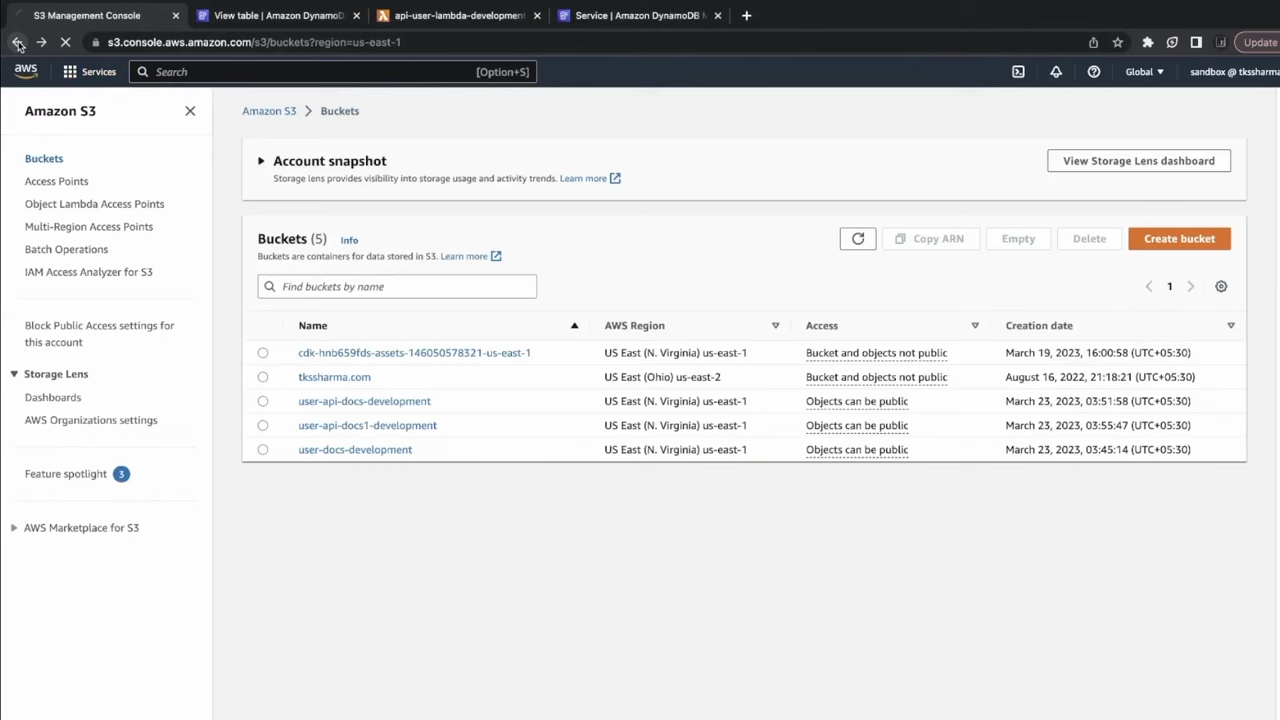 S3 Management Console
View table | Amazon DynamoD
api-user-lambda-development
Service | Amazon DynamoDB
s3.console.aws.amazon.com/s3/buckets?region=us-east-1
Update
aws
Services
Search
[Option+S]
Global
sandbox @ tkssharma
Amazon S3
Buckets
Access Points
Object Lambda Access Points
Multi-Region Access Points
Batch Operations
IAM Access Analyzer for S3
Block Public Access settings for
this account
Storage Lens
Dashboards
AWS Organizations settings
Feature spotlight 3
AWS Marketplace for S3
Amazon S3 > Buckets
Account snapshot
Storage lens provides visibility into storage usage and activity trends. Learn more
View Storage Lens dashboard
Buckets (5) Info
Buckets are containers for data stored in S3. Learn more
Copy ARN
Empty
Delete
Create bucket
Find buckets by name
1
Name AWS Region Access Creation date
cdk-hnb659fds-assets-146050578321-us-east-1 US East (N. Virginia) us-east-1 Bucket and objects not public March 19, 2023, 16:00:58 (UTC+05:30)
tkssharma.com US East (Ohio) us-east-2 Bucket and objects not public August 16, 2022, 21:18:21 (UTC+05:30)
user-api-docs-development US East (N. Virginia) us-east-1 Objects can be public March 23, 2023, 03:51:58 (UTC+05:30)
user-api-docs1-development US East (N. Virginia) us-east-1 Objects can be public March 23, 2023, 03:55:47 (UTC+05:30)
user-docs-development US East (N. Virginia) us-east-1 Objects can be public March 23, 2023, 03:45:14 (UTC+05:30)